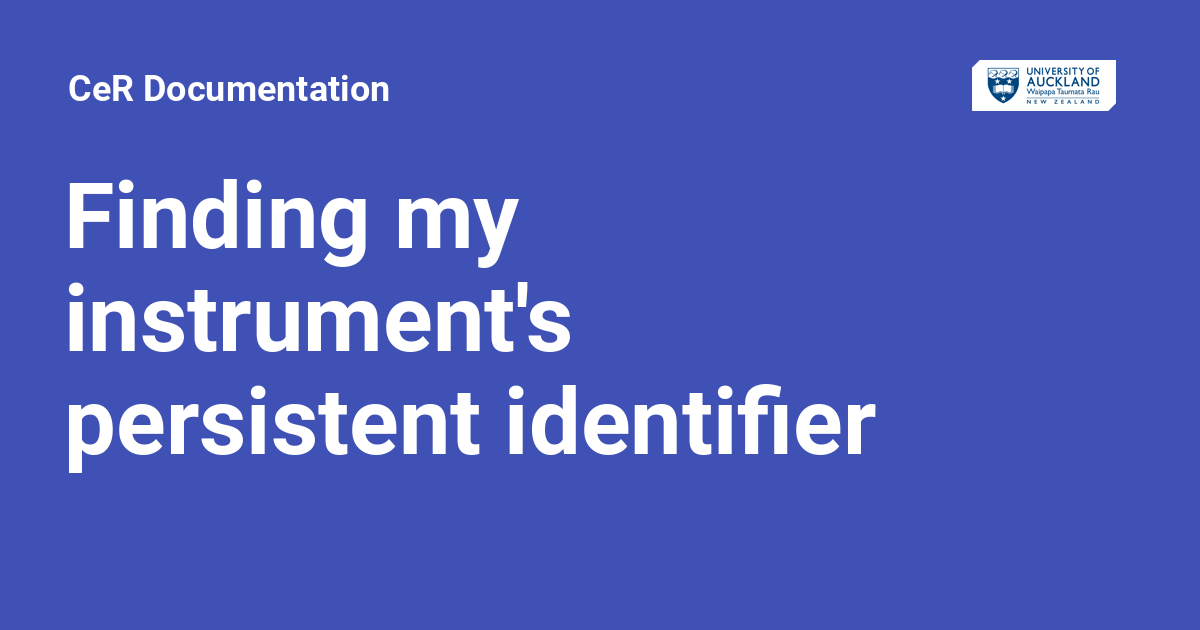 CeR Documentation
UNIVERSITY OF
AUCKLAND
Waipapa Taumata Rau
NEW ZEALAND
Finding my
instrument's
persistent identifier